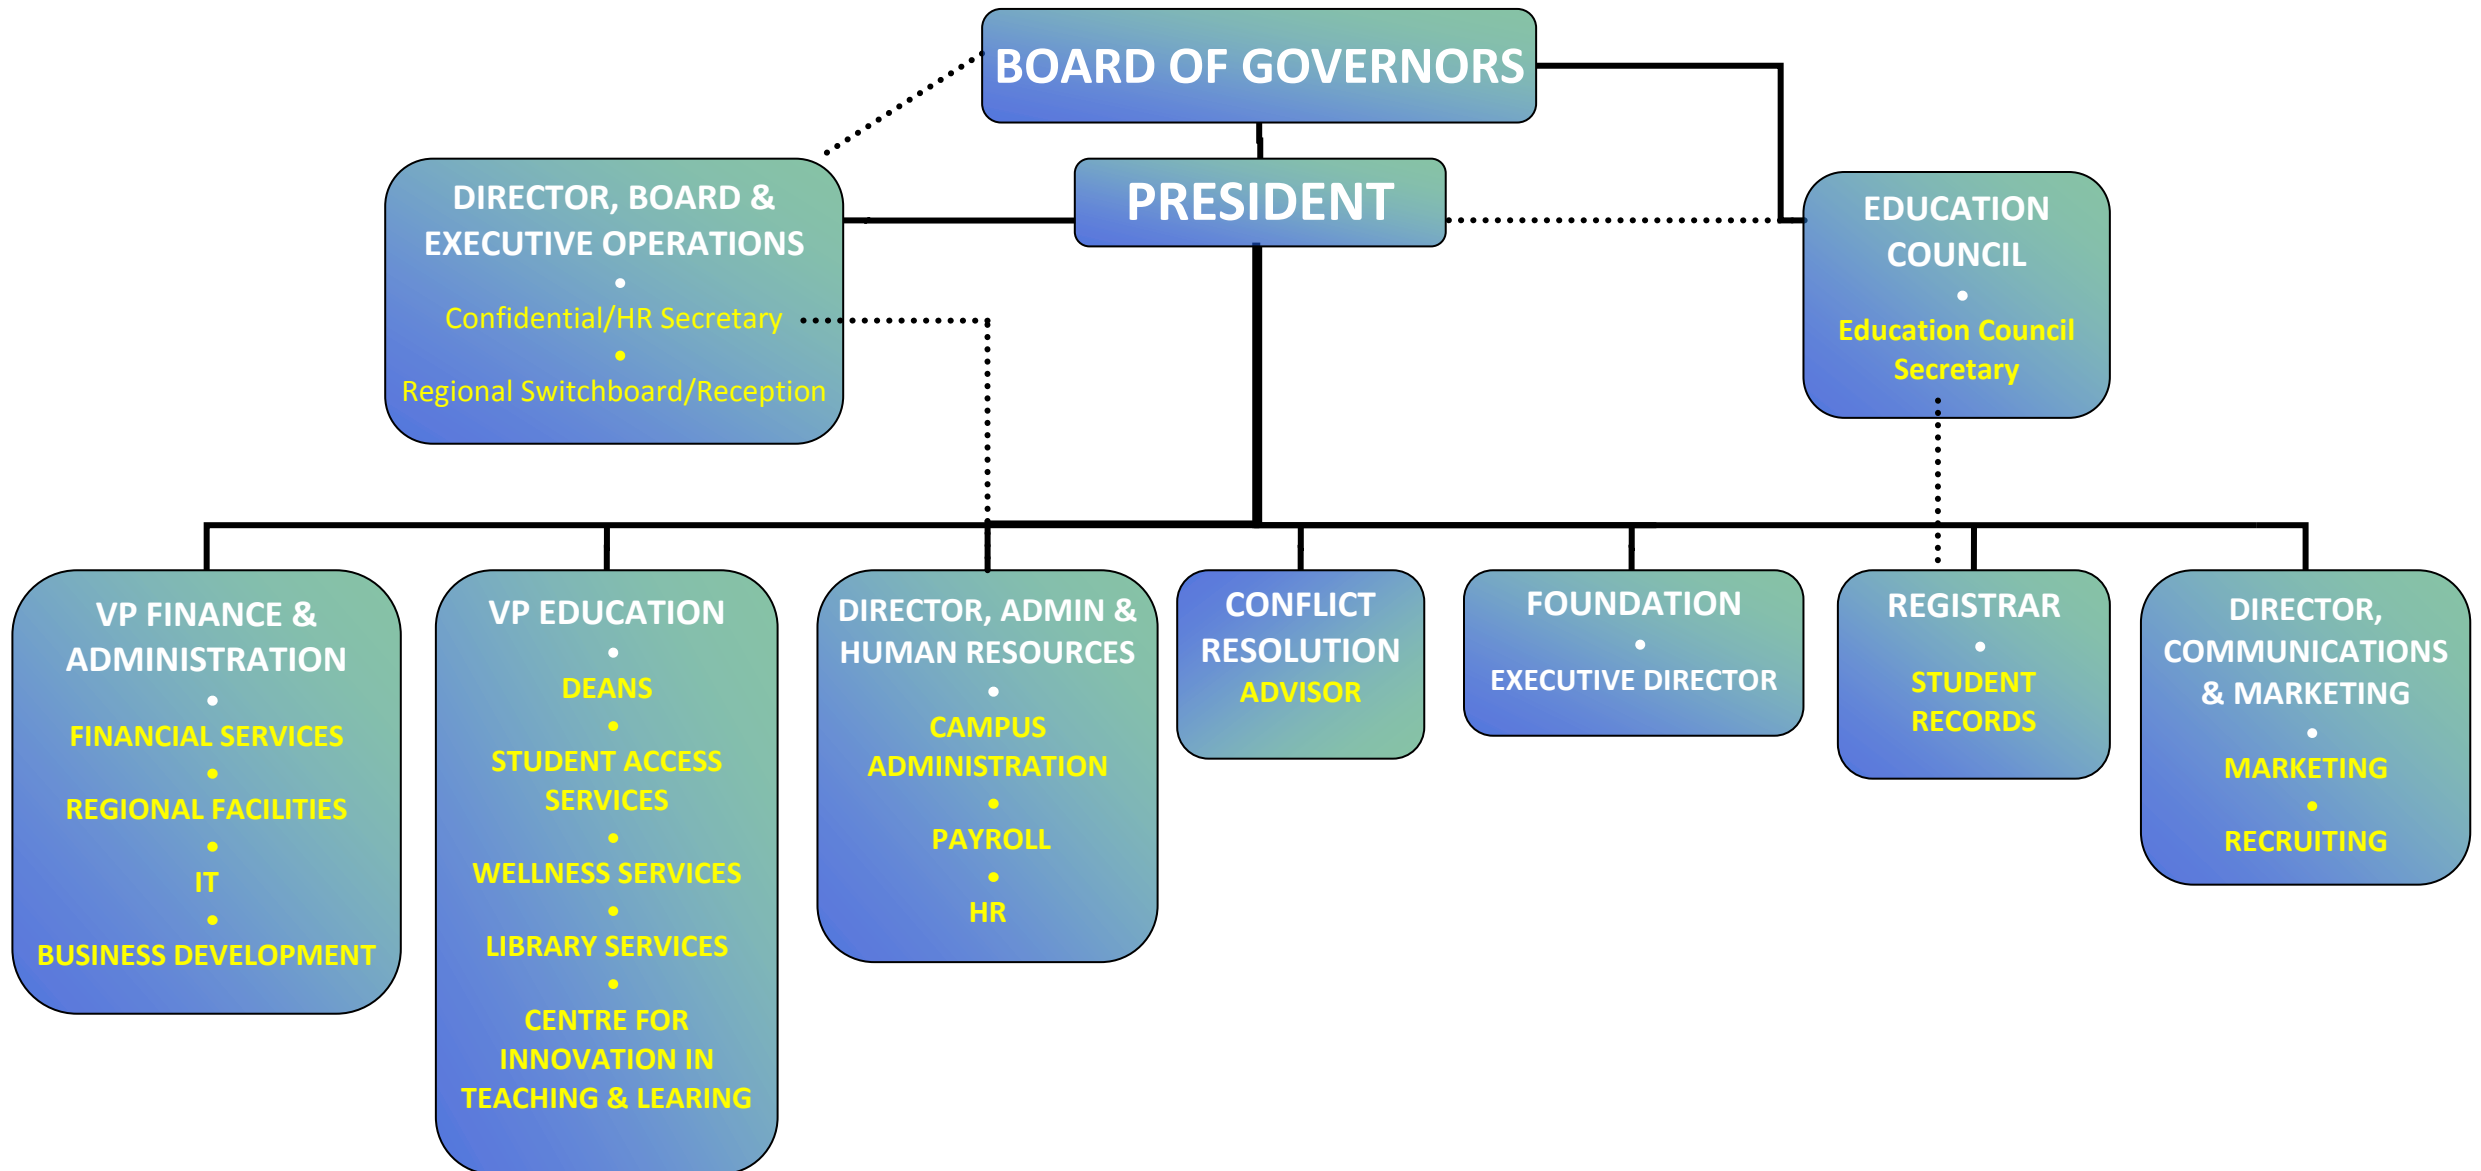 BOARD OF GOVERNORS
PRESIDENT
DIRECTOR, BOARD &
EXECUTIVE OPERATIONS
•
Confidential/HR Secretary
•
Regional Switchboard/Reception
EDUCATION
COUNCIL
•
Education Council
Secretary
VP FINANCE &
ADMINISTRATION
•
FINANCIAL SERVICES
•
REGIONAL FACILITIES
•
IT
•
BUSINESS DEVELOPMENT
VP EDUCATION
•
DEANS
•
STUDENT ACCESS
SERVICES
•
WELLNESS SERVICES
•
LIBRARY SERVICES
•
CENTRE FOR
INNOVATION IN
TEACHING & LEARING
DIRECTOR, ADMIN &
HUMAN RESOURCES
•
CAMPUS
ADMINISTRATION
•
PAYROLL
•
HR
CONFLICT
RESOLUTION
ADVISOR
FOUNDATION
•
EXECUTIVE DIRECTOR
REGISTRAR
•
STUDENT
RECORDS
DIRECTOR,
COMMUNICATIONS
& MARKETING
•
MARKETING
•
RECRUITING